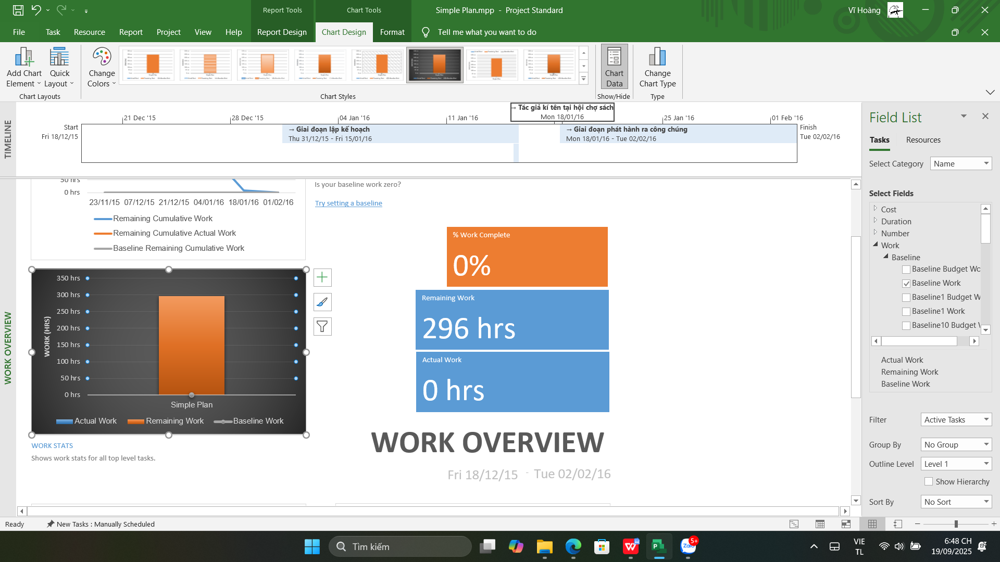 Report Tools
Chart Tools
Simple Plan.mpp - Project Standard
Vĩ Hoàng
File
Task
Resource
Report
Project
View
Help
Report Design
Chart Design
Format
Tell me what you want to do
Add Chart
Element
Quick
Layout
Change
Colors
Chart
Data
Change
Chart Type
Chart Layouts
Chart Styles
Show/Hide
Type
TIMELINE
→ Tác giả kí tên tại hội chợ sách
Mon 18/01/16
21 Dec '15
28 Dec '15
04 Jan '16
11 Jan '16
25 Jan '16
01 Feb '16
Start
Fri 18/12/15
→ Giai đoạn lập kế hoạch
Thu 31/12/15 - Fri 15/01/16
→ Giai đoạn phát hành ra công chúng
Mon 18/01/16 - Tue 02/02/16
Finish
Tue 02/02/16
WORK OVERVIEW
50 hrs
0 hrs
23/11/15 07/12/15 21/12/15 04/01/16 18/01/16 01/02/16
Remaining Cumulative Work
Remaining Cumulative Actual Work
Baseline Remaining Cumulative Work
Is your baseline work zero?
Try setting a baseline
350 hrs
300 hrs
250 hrs
200 hrs
150 hrs
100 hrs
50 hrs
0 hrs
WORK (HRS)
Simple Plan
Actual Work
Remaining Work
Baseline Work
WORK STATS
Shows work stats for all top level tasks.
% Work Complete
0%
Remaining Work
296 hrs
Actual Work
0 hrs
WORK OVERVIEW
Fri 18/12/15 - Tue 02/02/16
Field List
Tasks
Resources
Select Category
Name
Select Fields
Cost
Duration
Number
Work
Baseline
Baseline Budget Wo
Baseline Work
Baseline1 Budget W
Baseline1 Work
Baseline10 Budget
Actual Work
Remaining Work
Baseline Work
Filter
Active Tasks
Group By
No Group
Outline Level
Level 1
Show Hierarchy
Sort By
No Sort
Ready
New Tasks : Manually Scheduled
Tìm kiếm
Zalo
5+
VIE
TL
6:48 CH
19/09/2025